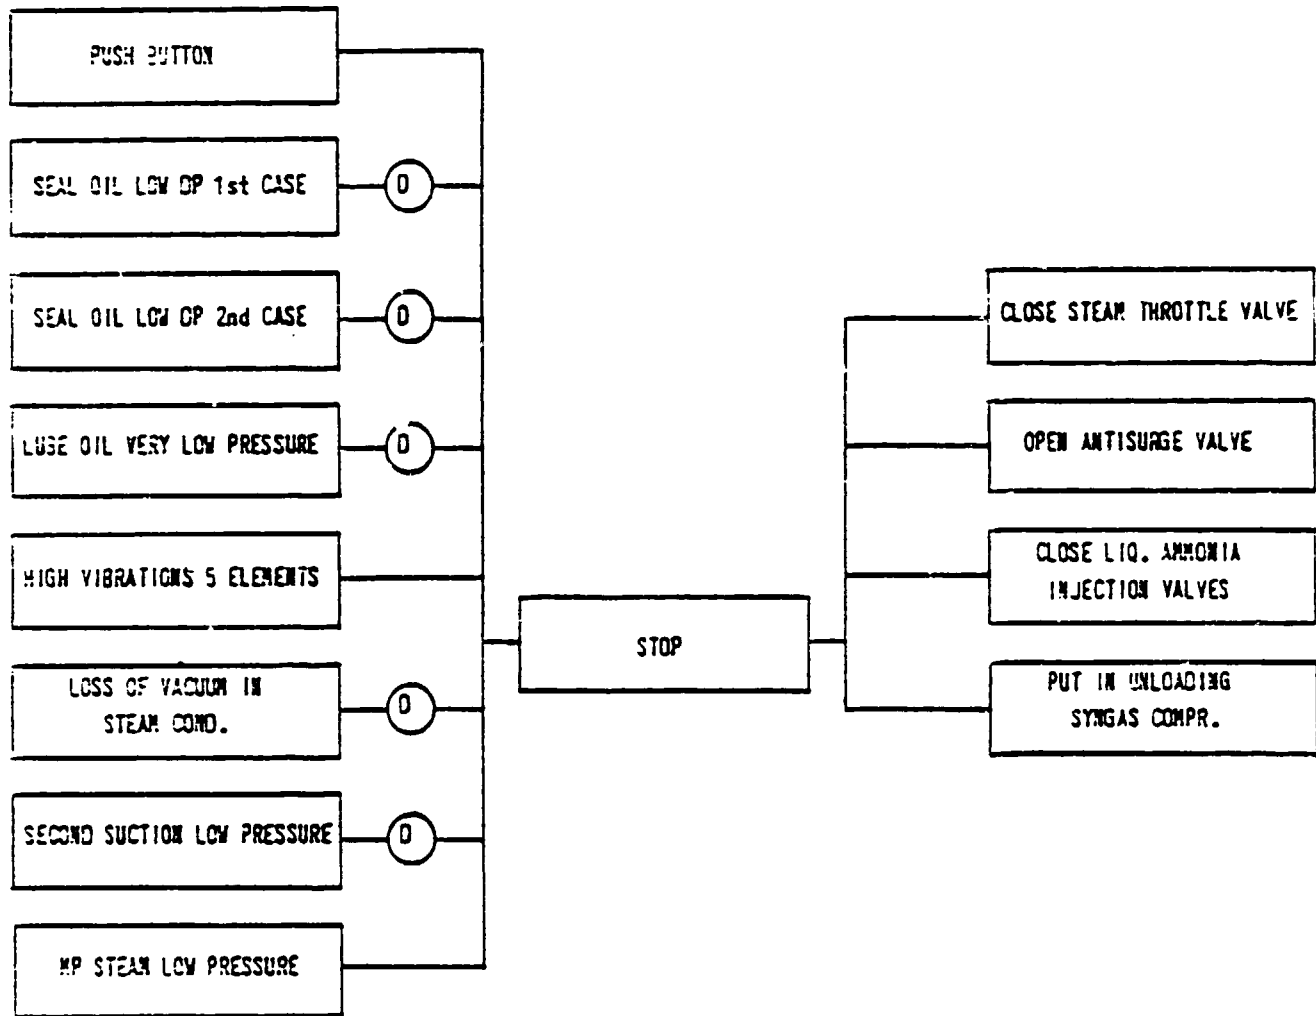 PUSH BUTTON
SEAL OIL LOW DP 1st CASE
D
SEAL OIL LOW DP 2nd CASE
D
LUBE OIL VERY LOW PRESSURE
D
HIGH VIBRATIONS 5 ELEMENTS
LOSS OF VACUUM IN
STEAM COND.
D
SECOND SUCTION LOW PRESSURE
D
MP STEAM LOW PRESSURE
STOP
CLOSE STEAM THROTTLE VALVE
OPEN ANTISURGE VALVE
CLOSE LIQ. AMMONIA
INJECTION VALVES
PUT IN UNLOADING
SYNGAS COMPR.